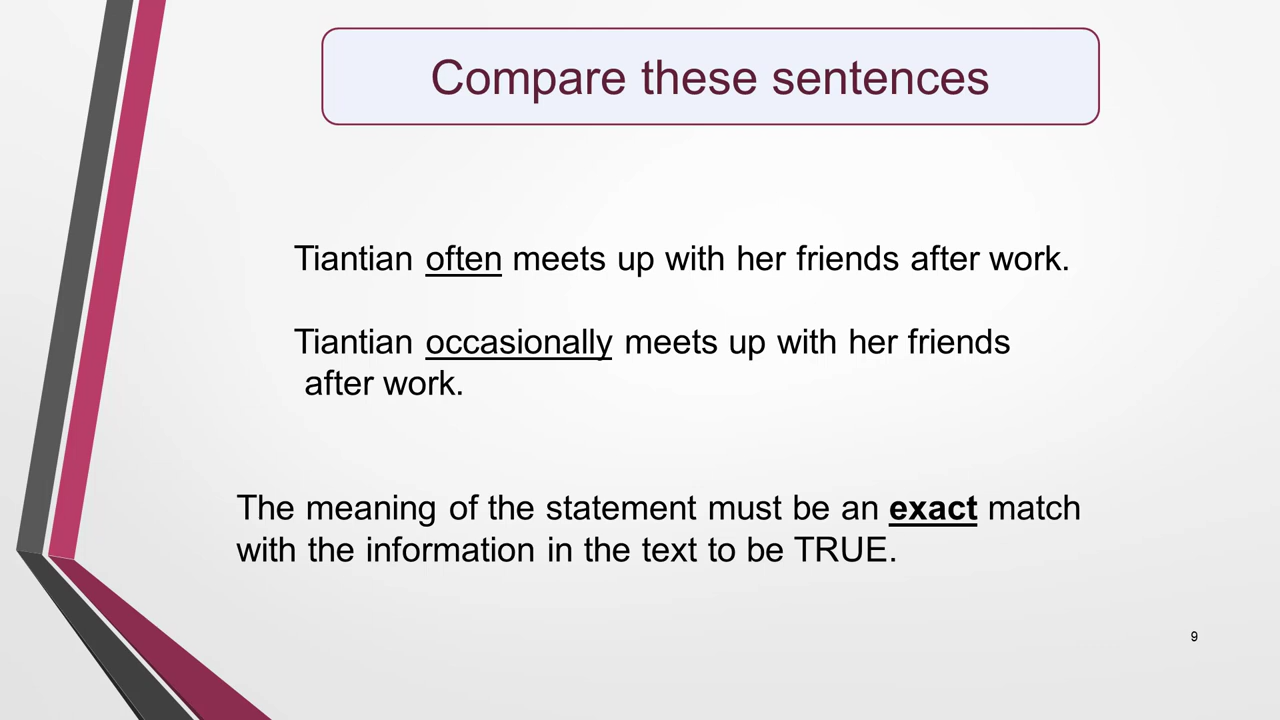 Compare these sentences
Tiantian often meets up with her friends after work.
Tiantian occasionally meets up with her friends
after work.
The meaning of the statement must be an exact match
with the information in the text to be TRUE.
9